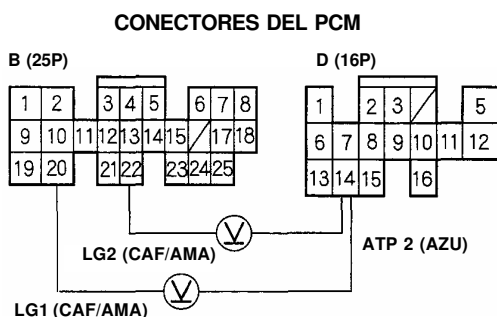 CONECTORES DEL PCM
B (25P) D (16P)
1 2 3 4 5 6 7 8 1 2 3 5
9 10 11 12 13 14 15 17 18 6 7 8 9 10 11 12
19 20 21 22 23 24 25 13 14 15 16
V
LG2 (CAF/AMA)
ATP 2 (AZU)
V
LG1 (CAF/AMA)